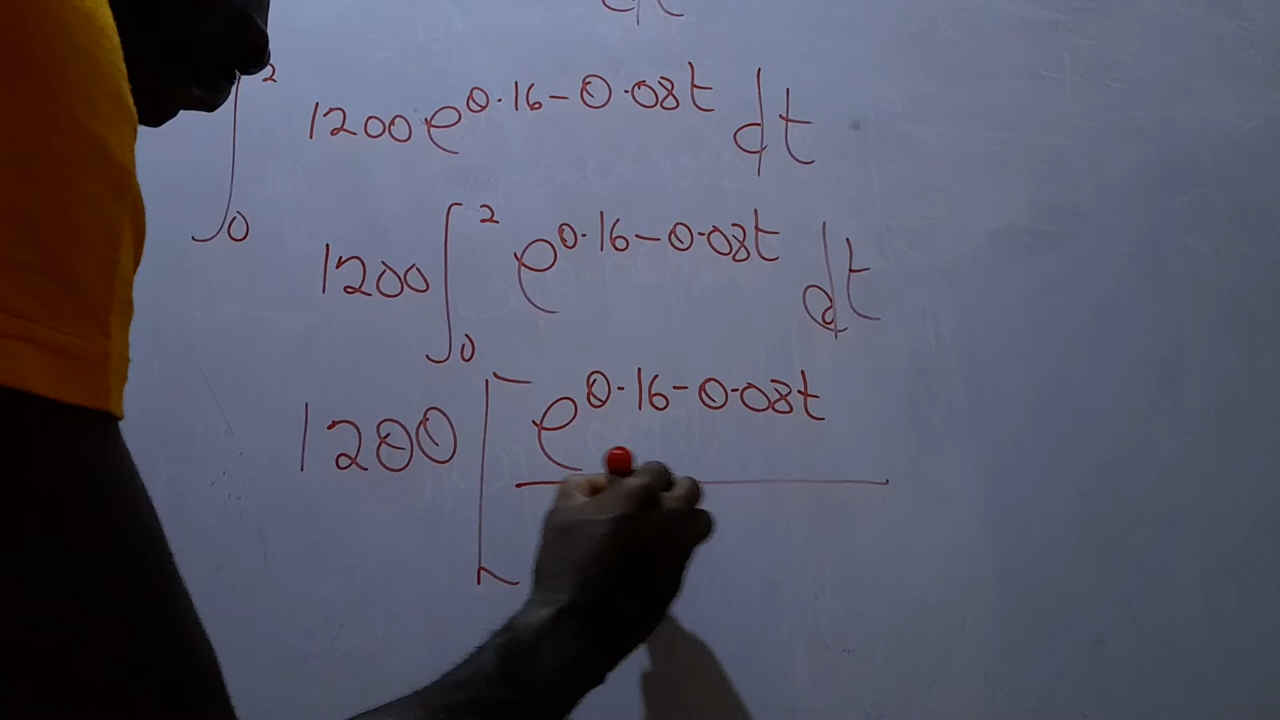 ∫₀² 1200e^{0.16-0.08t} dt
1200 ∫₀² e^{0.16-0.08t} dt
1200 [ e^{0.16-0.08t}